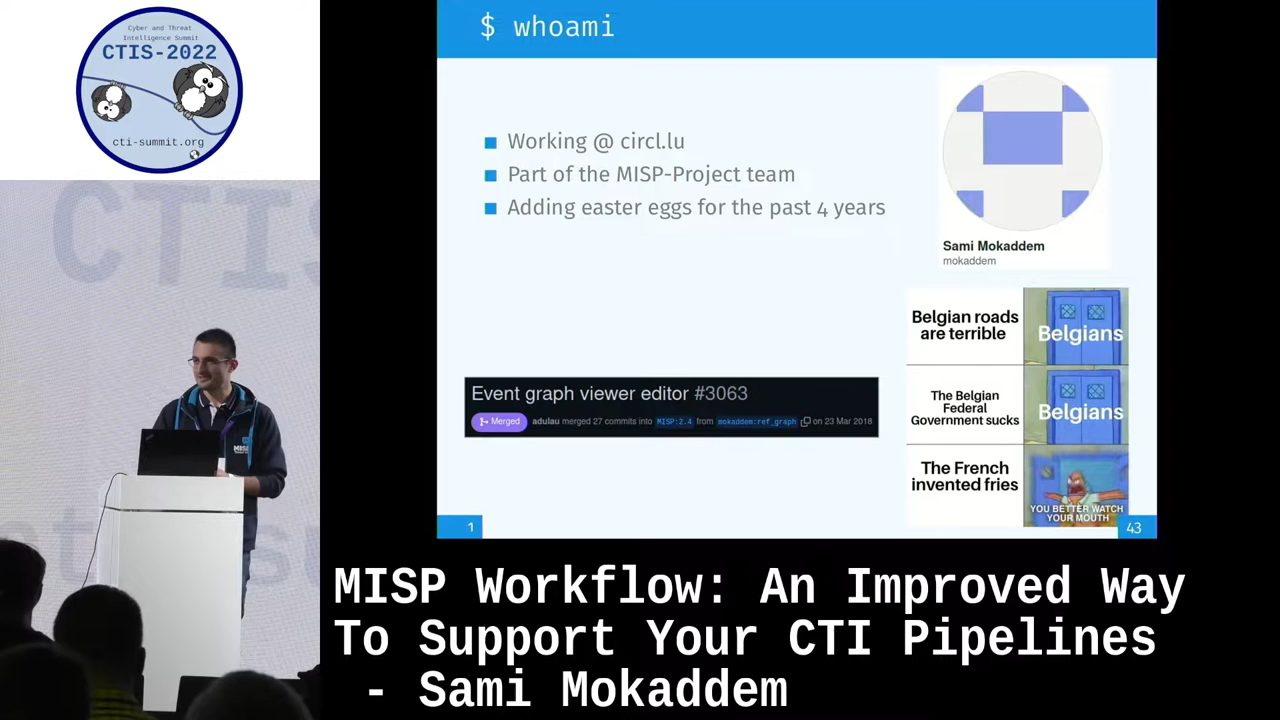 Cyber and Threat
Intelligence Summit
CTIS-2022
cti-summit.org
CTIS
$ whoami
Working @ circl.lu
Part of the MISP-Project team
Adding easter eggs for the past 4 years
Sami Mokaddem
mokaddem
Event graph viewer editor #3063
Merged adulau merged 27 commits into MISP:2.4 from mokaddem:ref_graph on 23 Mar 2018
Belgian roads
are terrible
Belgians
The Belgian
Federal
Government sucks
Belgians
The French
invented fries
YOU BETTER WATCH
YOUR MOUTH
1
43
MISP
MISP Workflow: An Improved Way
To Support Your CTI Pipelines
- Sami Mokaddem